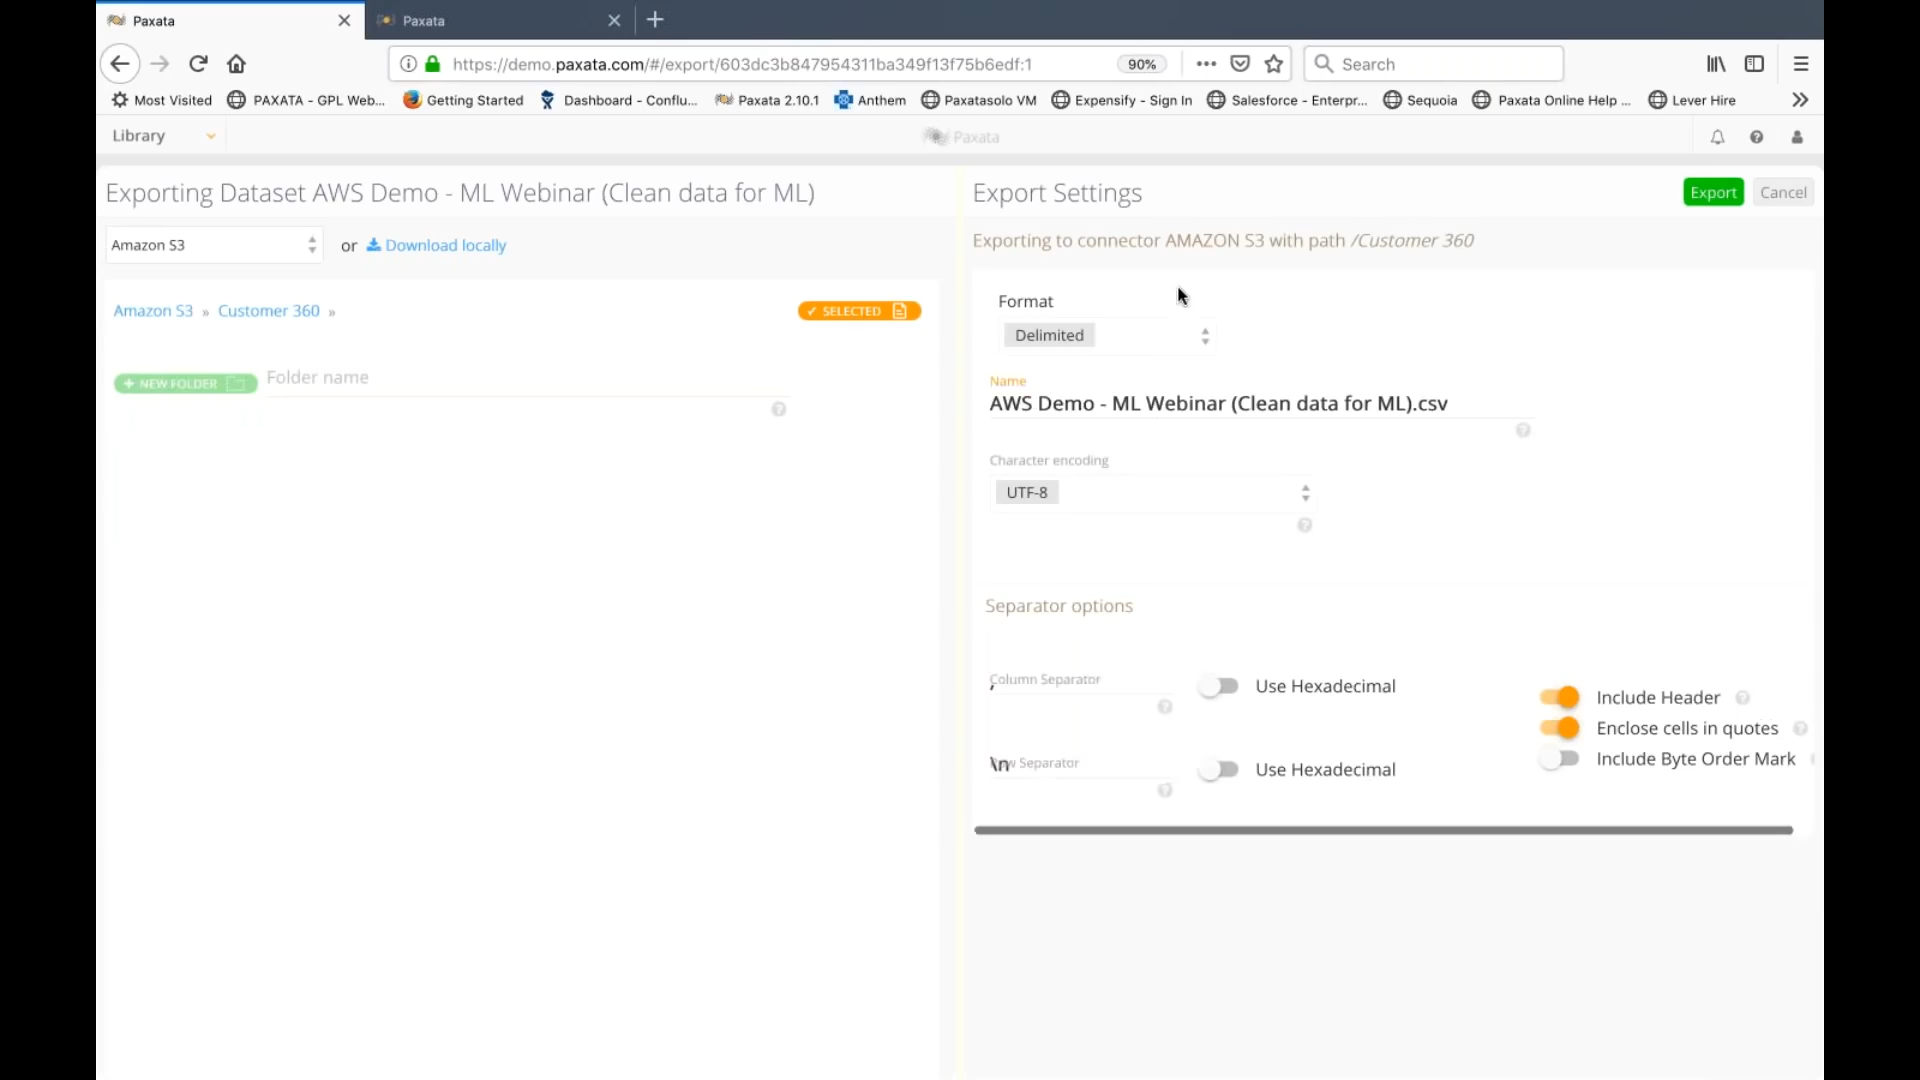 Paxata
Paxata
https://demo.paxata.com/#/export/603dc3b847954311ba349f13f75b6edf:1
90%
Search
Most Visited
PAXATA - GPL Web...
Getting Started
Dashboard - Conflu...
Paxata 2.10.1
Anthem
Paxatasolo VM
Expensify - Sign In
Salesforce - Enterpr...
Sequoia
Paxata Online Help ...
Lever Hire
Library
Paxata
Exporting Dataset AWS Demo - ML Webinar (Clean data for ML)
Amazon S3
or
Download locally
Amazon S3 » Customer 360 »
✓ SELECTED
+ NEW FOLDER
Folder name
Export Settings
Export
Cancel
Exporting to connector AMAZON S3 with path /Customer 360
Format
Delimited
Name
AWS Demo - ML Webinar (Clean data for ML).csv
Character encoding
UTF-8
Separator options
Column Separator
,
Use Hexadecimal
Row Separator
\n
Use Hexadecimal
Include Header
Enclose cells in quotes
Include Byte Order Mark